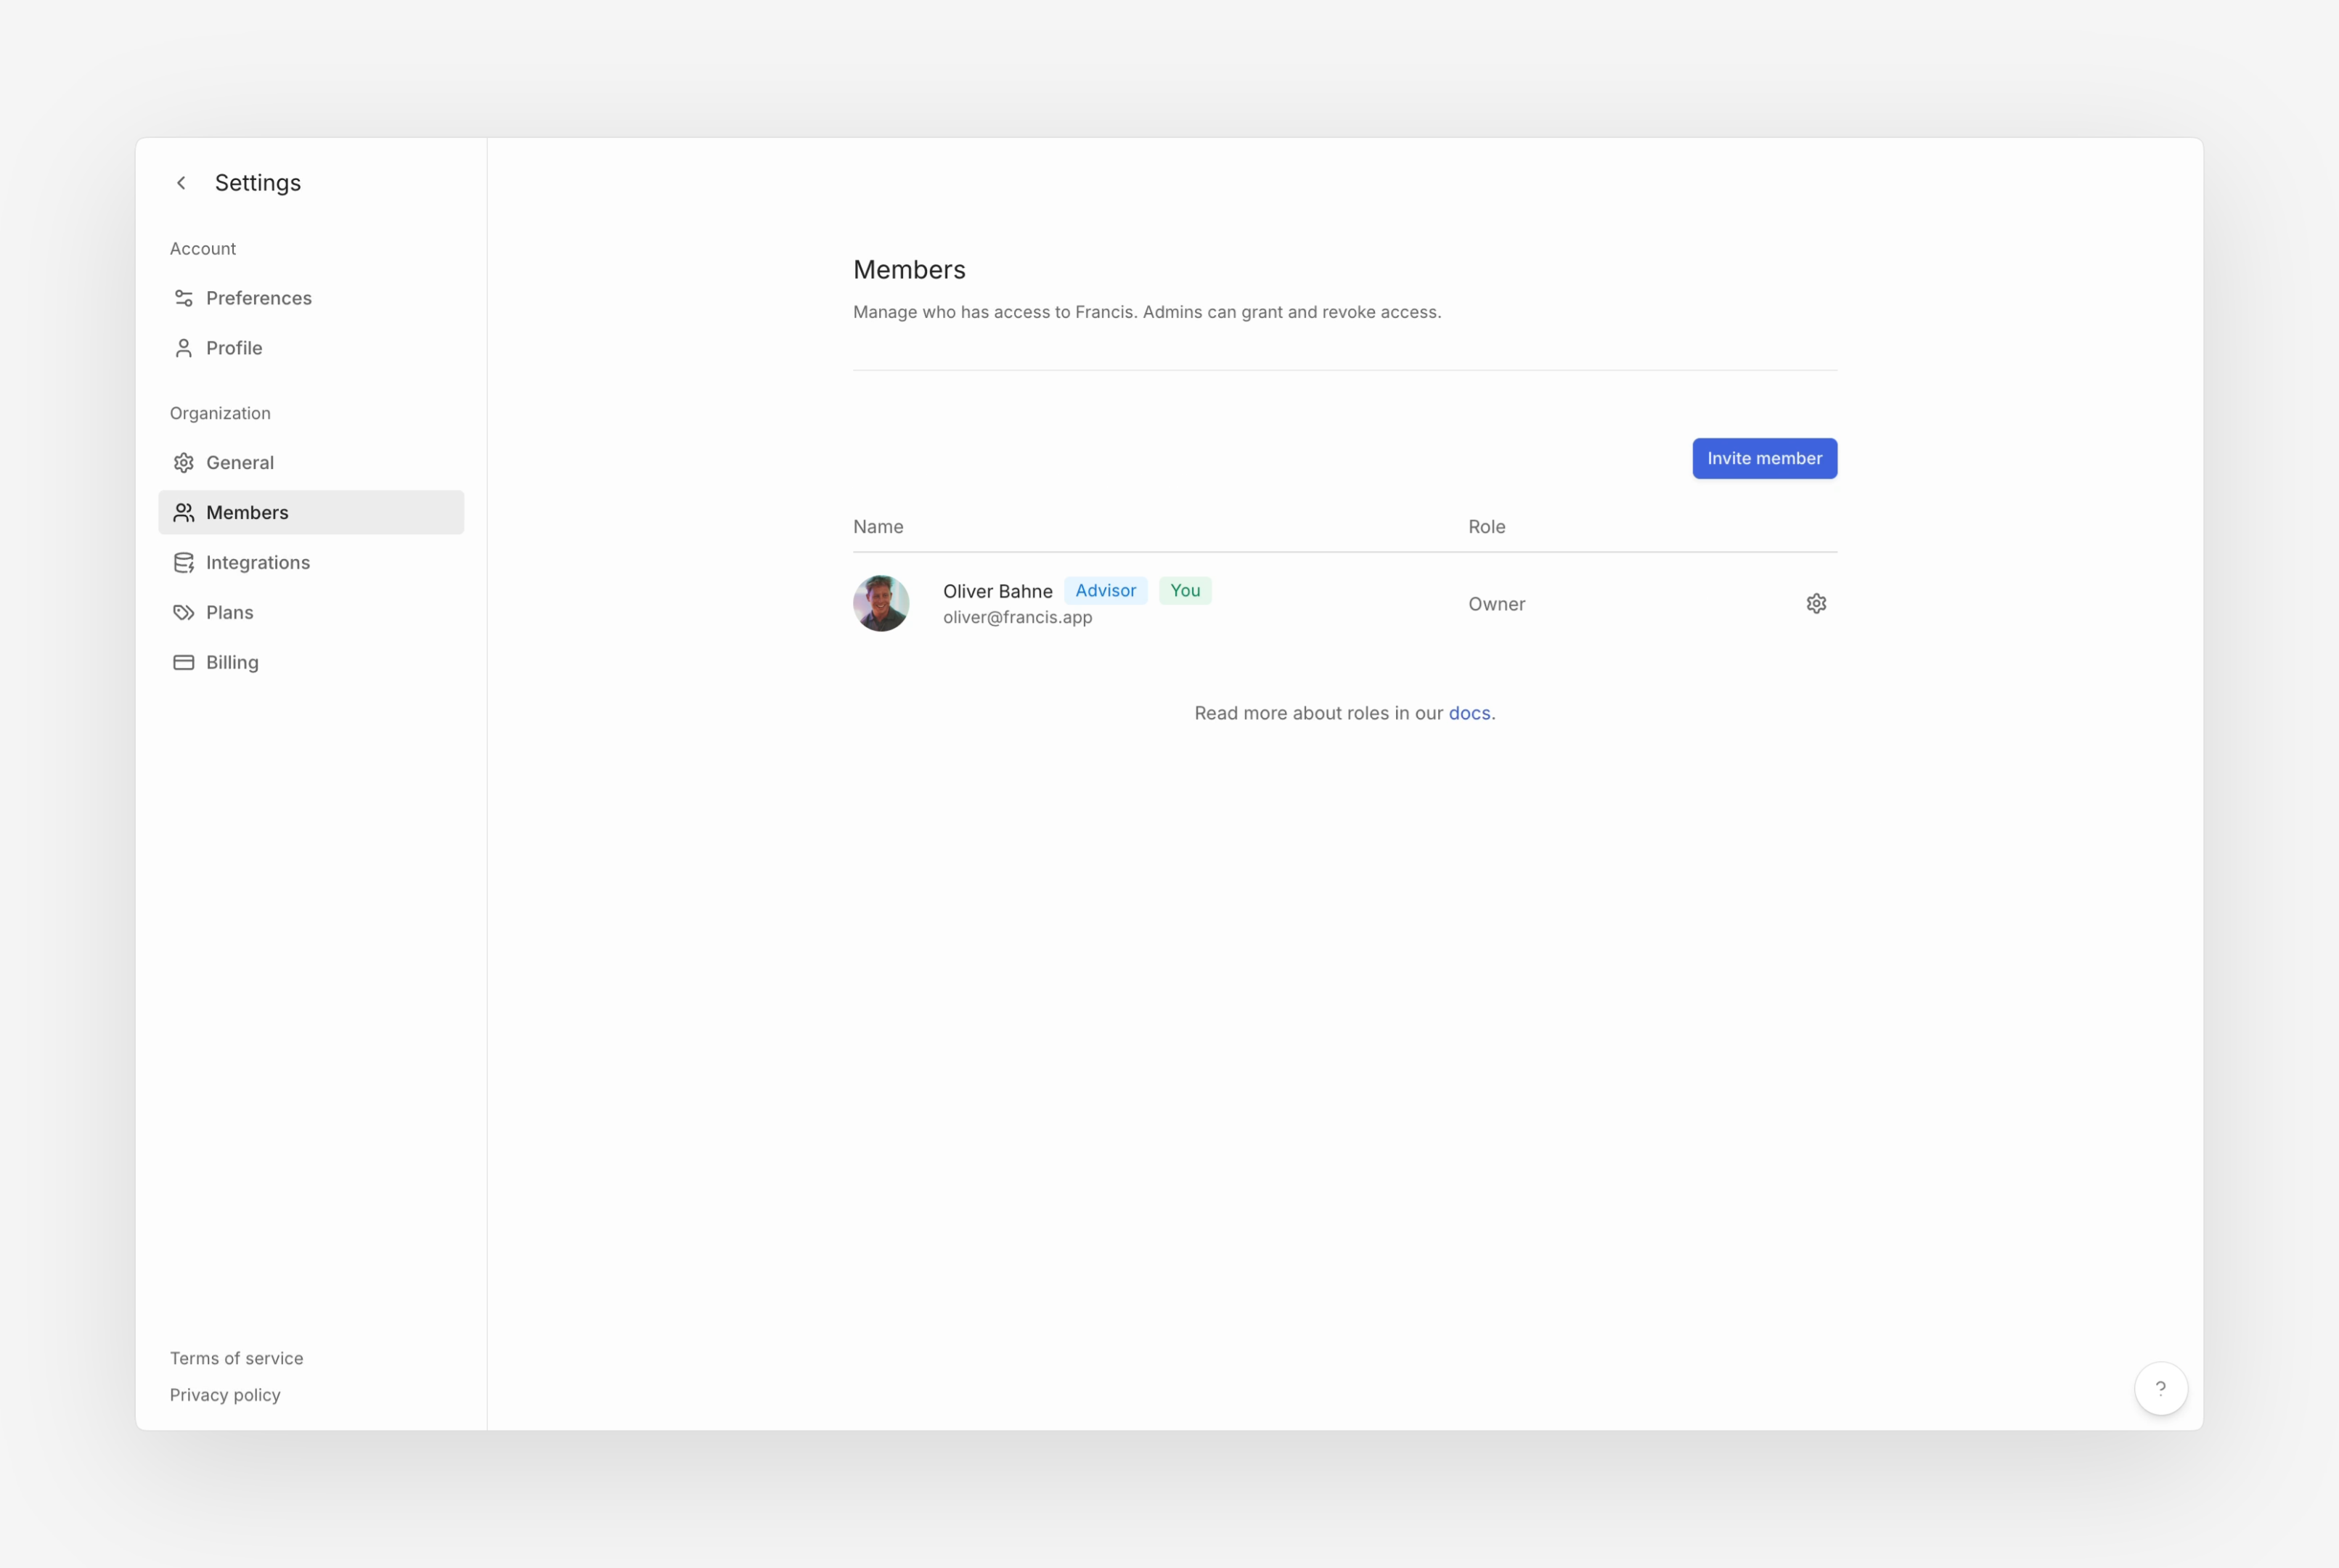 Settings
Account
Preferences
Profile
Organization
General
Members
Integrations
Plans
Billing
Terms of service
Privacy policy
Members
Manage who has access to Francis. Admins can grant and revoke access.
Invite member
Name Role
Oliver Bahne Advisor You
oliver@francis.app
Owner
Read more about roles in our docs.
?